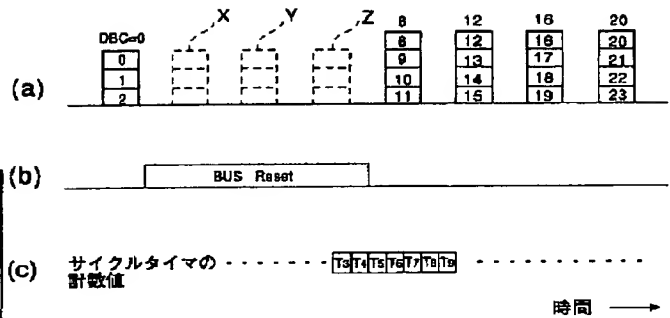 X Y Z
DBC=0 8 12 16 20
(a)
0 8 12 16 20
1 9 13 17 21
10 14 18 22
2 11 15 19 23
(b) BUS Reset
(c) サイクルタイマの
計数値
T3 T4 T5 T6 T7 T8 T9
時間